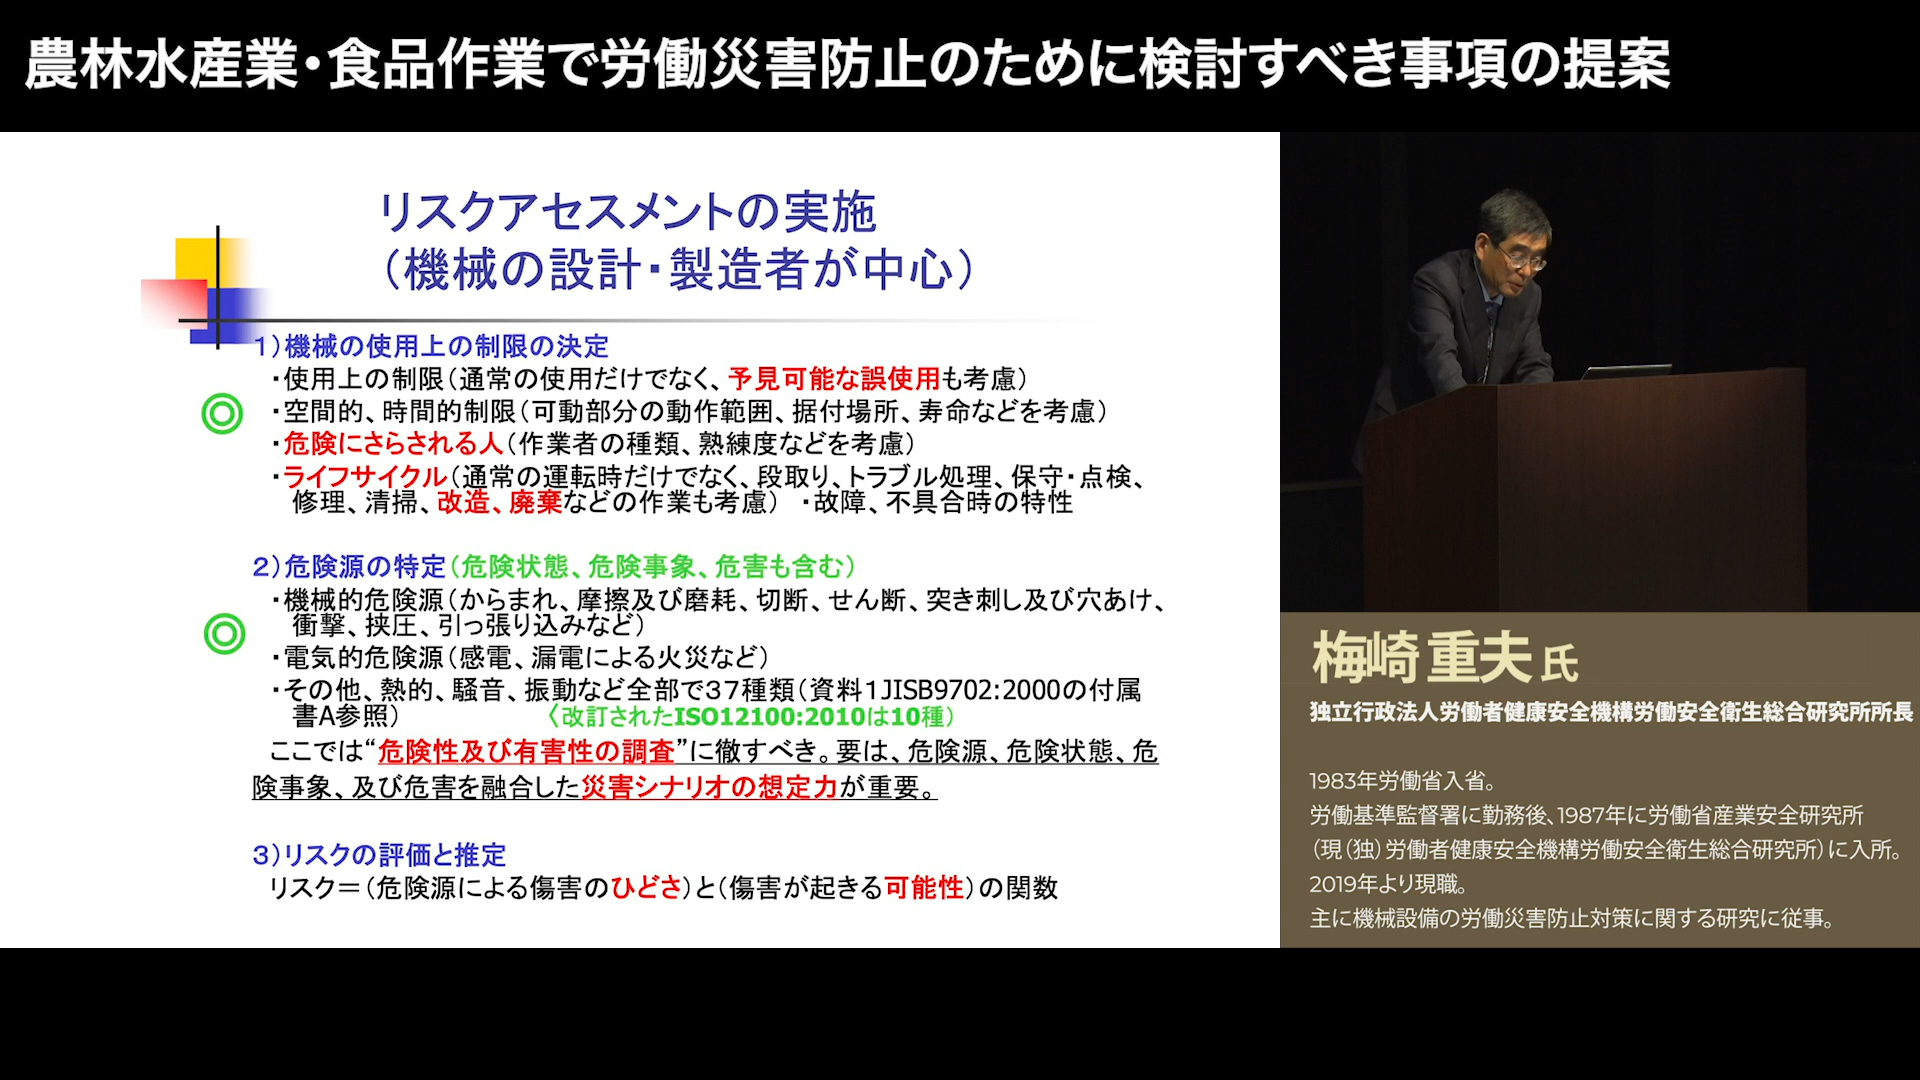 農林水産業・食品作業で労働災害防止のために検討すべき事項の提案
リスクアセスメントの実施
（機械の設計・製造者が中心）
１）機械の使用上の制限の決定
・使用上の制限（通常の使用だけでなく、予見可能な誤使用も考慮）
◎
・空間的、時間的制限（可動部分の動作範囲、据付場所、寿命などを考慮）
・危険にさらされる人（作業者の種類、熟練度などを考慮）
・ライフサイクル（通常の運転時だけでなく、段取り、トラブル処理、保守・点検、
修理、清掃、改造、廃棄などの作業も考慮） ・故障、不具合時の特性
２）危険源の特定（危険状態、危険事象、危害も含む）
・機械的危険源（からまれ、摩擦及び磨耗、切断、せん断、突き刺し及び穴あけ、
衝撃、挟圧、引っ張り込みなど）
◎
・電気的危険源（感電、漏電による火災など）
・その他、熱的、騒音、振動など全部で３７種類（資料１JISB9702:2000の付属
書A参照） 〈改訂されたISO12100:2010は10種）
ここでは“危険性及び有害性の調査”に徹すべき。要は、危険源、危険状態、危
険事象、及び危害を融合した災害シナリオの想定力が重要。
３）リスクの評価と推定
リスク＝（危険源による傷害のひどさ）と（傷害が起きる可能性）の関数
梅崎 重夫 氏
独立行政法人労働者健康安全機構労働安全衛生総合研究所所長
1983年労働省入省。
労働基準監督署に勤務後、1987年に労働省産業安全研究所
（現（独）労働者健康安全機構労働安全衛生総合研究所）に入所。
2019年より現職。
主に機械設備の労働災害防止対策に関する研究に従事。